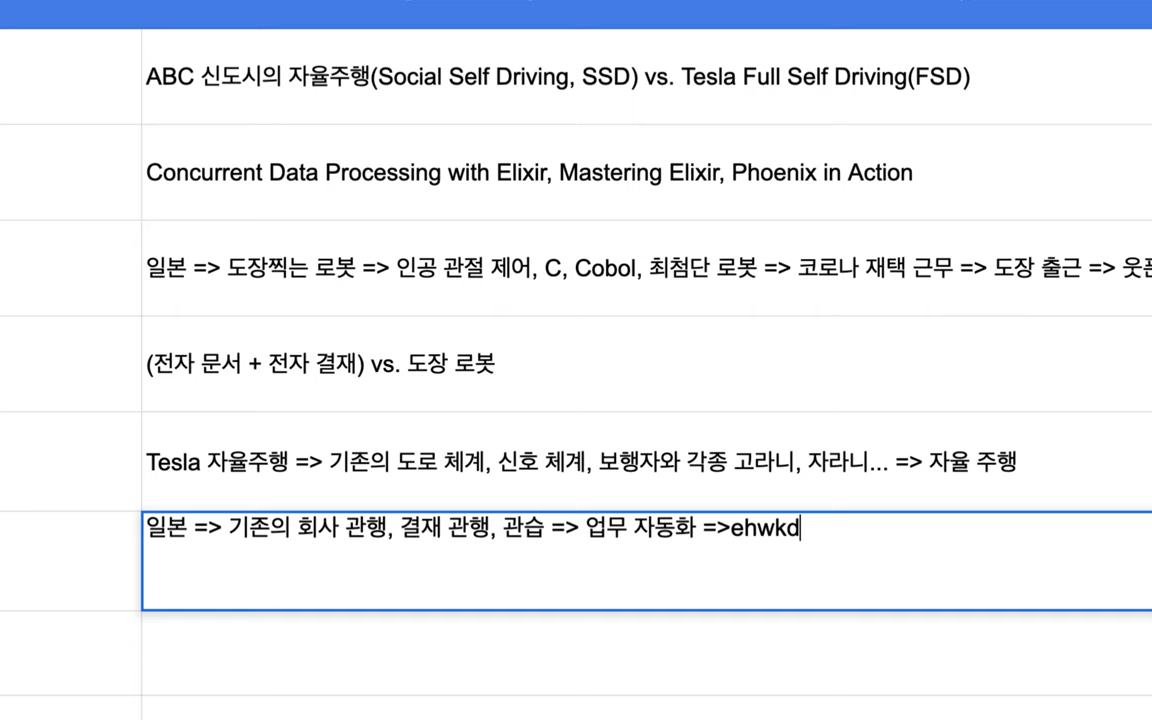 ABC 신도시의 자율주행(Social Self Driving, SSD) vs. Tesla Full Self Driving(FSD)
Concurrent Data Processing with Elixir, Mastering Elixir, Phoenix in Action
일본 => 도장찍는 로봇 => 인공 관절 제어, C, Cobol, 최첨단 로봇 => 코로나 재택 근무 => 도장 출근 => 웃
(전자 문서 + 전자 결재) vs. 도장 로봇
Tesla 자율주행 => 기존의 도로 체계, 신호 체계, 보행자와 각종 고라니, 자라니... => 자율 주행
일본 => 기존의 회사 관행, 결재 관행, 관습 => 업무 자동화 =>ehwkd